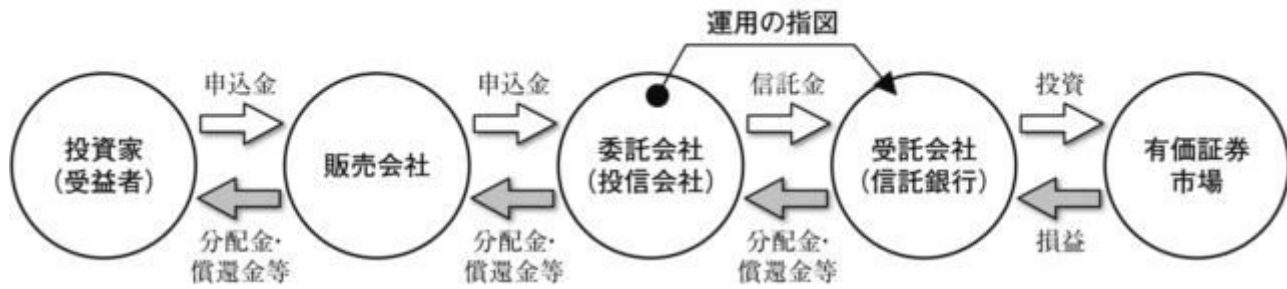 運用の指図
申込金
申込金
信託金
投資
投資家
(受益者)
販売会社
委託会社
(投信会社)
受託会社
(信託銀行)
有価証券
市場
分配金・
償還金等
分配金・
償還金等
分配金・
償還金等
損益